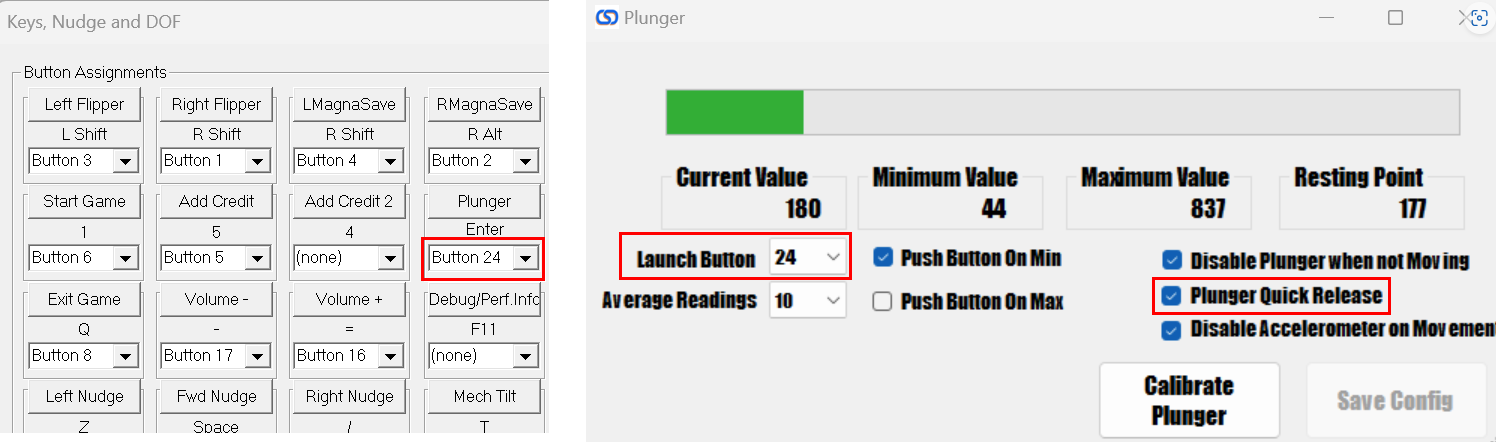 Keys, Nudge and DOF
Button Assignments
Left Flipper Right Flipper LMagnaSave RMagnaSave
L Shift R Shift R Shift R Alt
Button 3 Button 1 Button 4 Button 2
Start Game Add Credit Add Credit 2 Plunger
1 5 4 Enter
Button 6 Button 5 (none) Button 24
Exit Game Volume - Volume + Debug/Perf.Info
Q - = F11
Button 8 Button 17 Button 16 (none)
Left Nudge Fwd Nudge Right Nudge Mech Tilt
Z Space / T
Plunger
Current Value Minimum Value Maximum Value Resting Point
180 44 837 177
Launch Button 24 Push Button On Min Disable Plunger when not Moving
Average Readings 10 Push Button On Max Plunger Quick Release
Disable Accelerometer on Movement
Calibrate
Plunger
Save Config